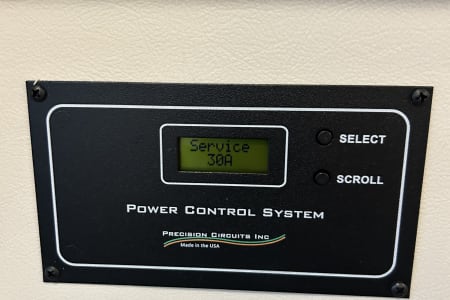 Service
30A
SELECT
SCROLL
POWER CONTROL SYSTEM
PRECISION CIRCUITS INC
Made in the USA